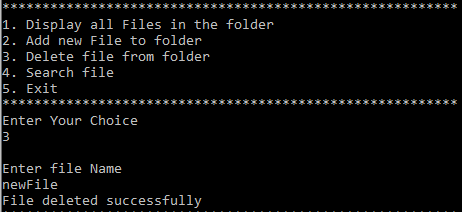 *********************************************************
1. Display all Files in the folder
2. Add new File to folder
3. Delete file from folder
4. Search file
5. Exit
*********************************************************
Enter Your Choice
3
Enter file Name
newFile
File deleted successfully